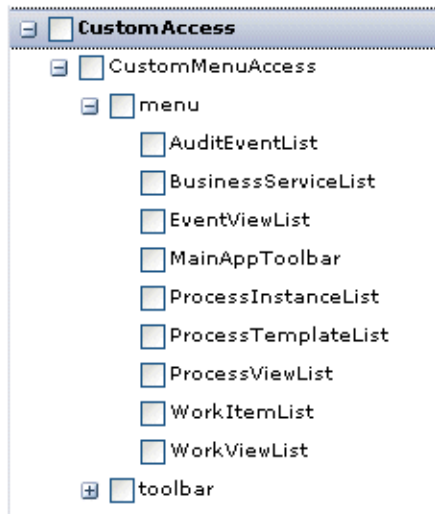 CustomAccess
CustomMenuAccess
menu
AuditEventList
BusinessServiceList
EventViewList
MainAppToolbar
ProcessInstanceList
ProcessTemplateList
ProcessViewList
WorkItemList
WorkViewList
toolbar